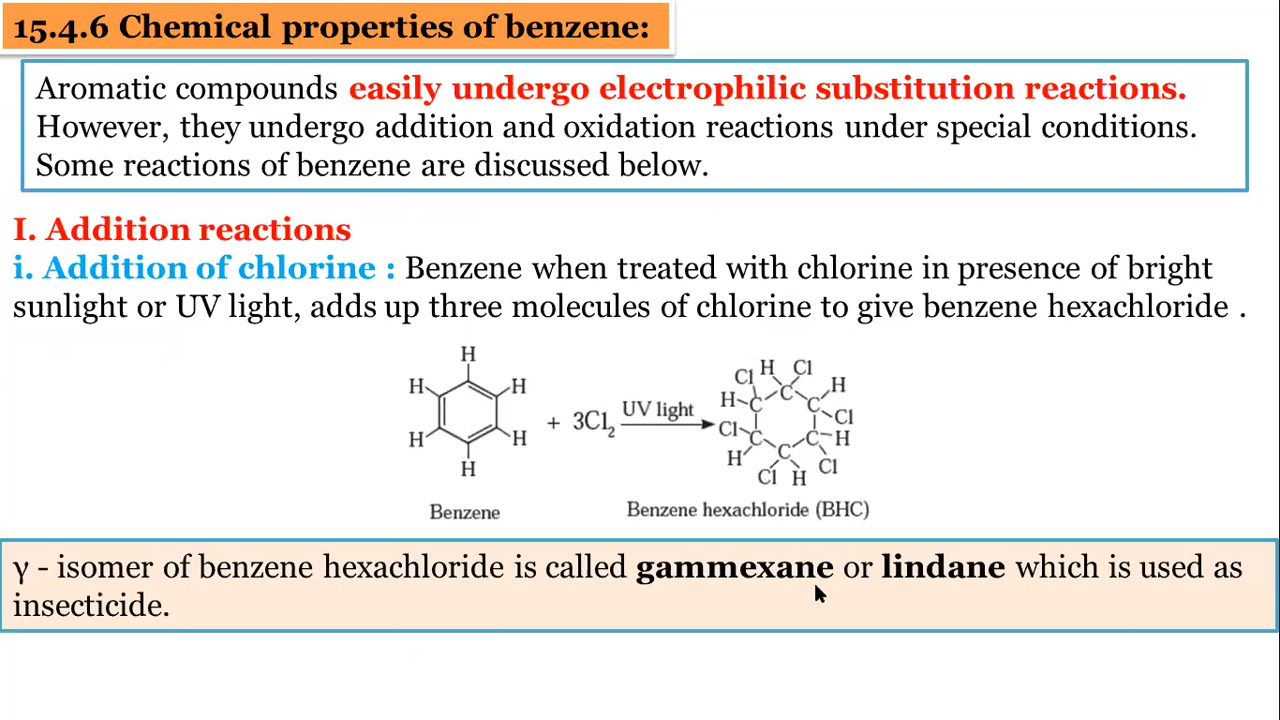 15.4.6 Chemical properties of benzene:
Aromatic compounds easily undergo electrophilic substitution reactions.
However, they undergo addition and oxidation reactions under special conditions.
Some reactions of benzene are discussed below.
I. Addition reactions
i. Addition of chlorine : Benzene when treated with chlorine in presence of bright
sunlight or UV light, adds up three molecules of chlorine to give benzene hexachloride .
H
H H
H H
H
+ 3Cl₂
UV light
H Cl
Cl H
H C C C Cl
Cl C C C H
H Cl
Cl H
Benzene
Benzene hexachloride (BHC)
γ - isomer of benzene hexachloride is called gammexane or lindane which is used as
insecticide.